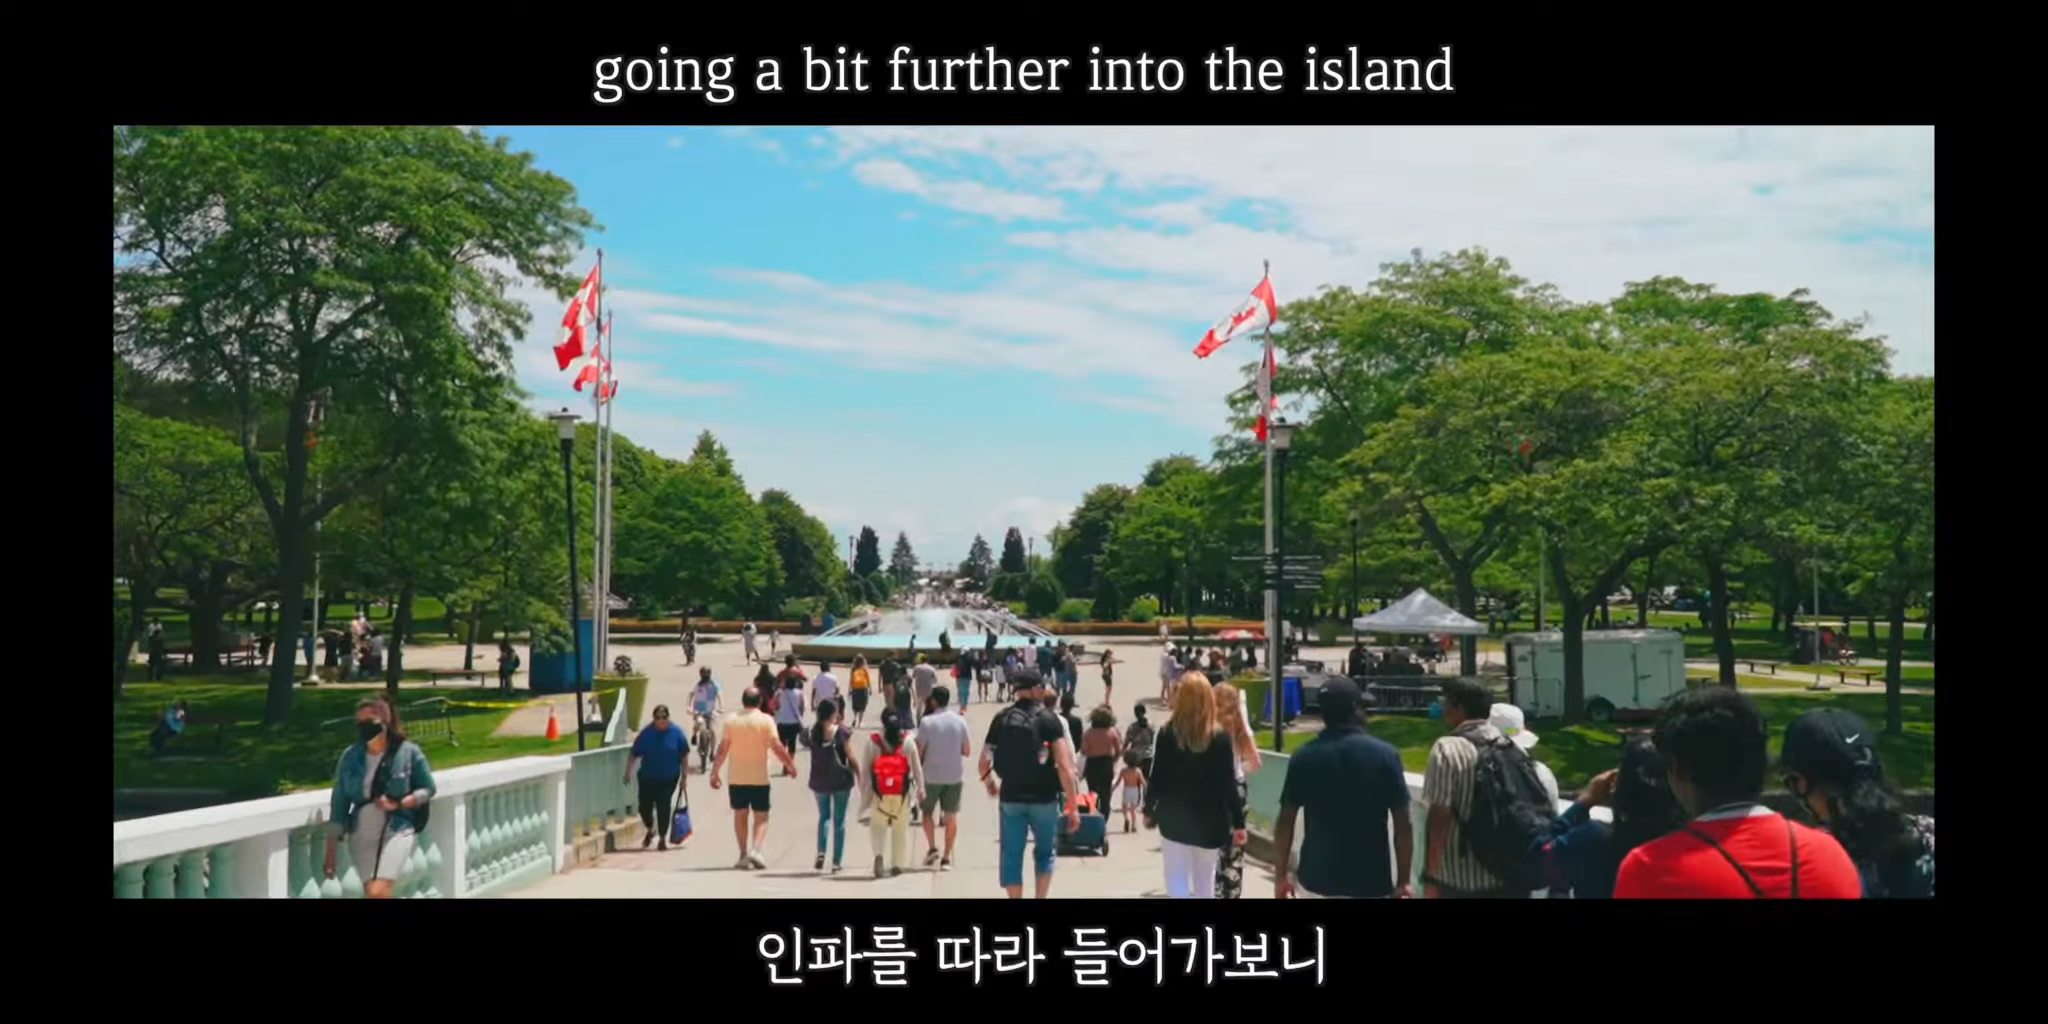 going a bit further into the island
인파를 따라 들어가보니